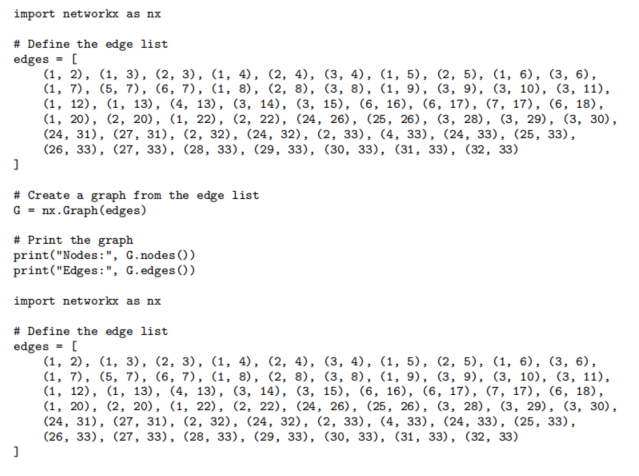 import networkx as nx
# Define the edge list
edges = [
(1, 2), (1, 3), (2, 3), (1, 4), (2, 4), (3, 4), (1, 5), (2, 5), (1, 6), (3, 6),
(1, 7), (5, 7), (6, 7), (1, 8), (2, 8), (3, 8), (1, 9), (3, 9), (3, 10), (3, 11),
(1, 12), (1, 13), (4, 13), (3, 14), (3, 15), (6, 16), (6, 17), (7, 17), (6, 18),
(1, 20), (2, 20), (1, 22), (2, 22), (24, 26), (25, 26), (3, 28), (3, 29), (3, 30),
(24, 31), (27, 31), (2, 32), (24, 32), (2, 33), (4, 33), (24, 33), (25, 33),
(26, 33), (27, 33), (28, 33), (29, 33), (30, 33), (31, 33), (32, 33)
]
# Create a graph from the edge list
G = nx.Graph(edges)
# Print the graph
print("Nodes:", G.nodes())
print("Edges:", G.edges())
import networkx as nx
# Define the edge list
edges = [
(1, 2), (1, 3), (2, 3), (1, 4), (2, 4), (3, 4), (1, 5), (2, 5), (1, 6), (3, 6),
(1, 7), (5, 7), (6, 7), (1, 8), (2, 8), (3, 8), (1, 9), (3, 9), (3, 10), (3, 11),
(1, 12), (1, 13), (4, 13), (3, 14), (3, 15), (6, 16), (6, 17), (7, 17), (6, 18),
(1, 20), (2, 20), (1, 22), (2, 22), (24, 26), (25, 26), (3, 28), (3, 29), (3, 30),
(24, 31), (27, 31), (2, 32), (24, 32), (2, 33), (4, 33), (24, 33), (25, 33),
(26, 33), (27, 33), (28, 33), (29, 33), (30, 33), (31, 33), (32, 33)
]